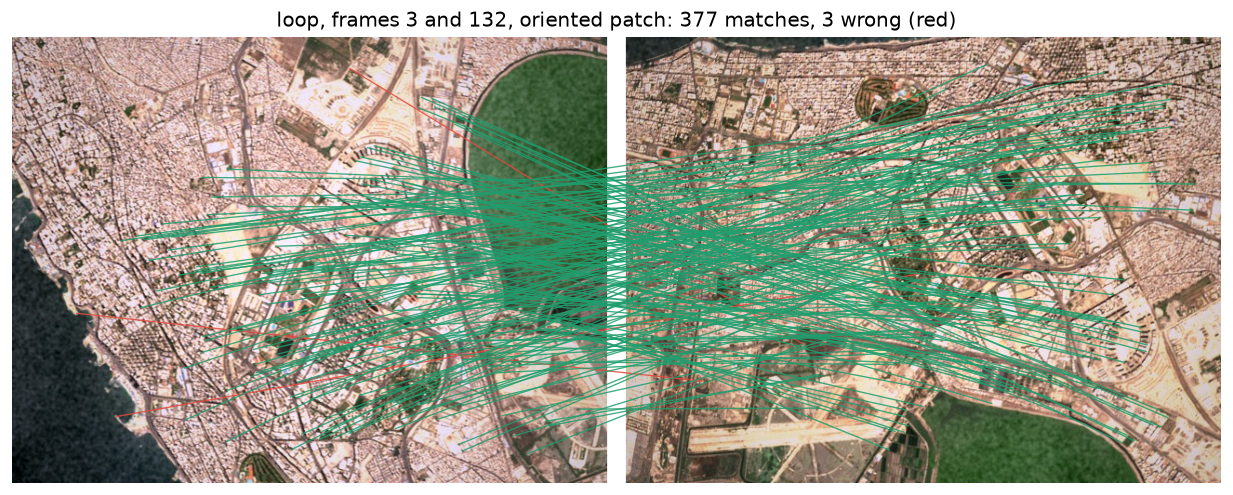 loop, frames 3 and 132, oriented patch: 377 matches, 3 wrong (red)